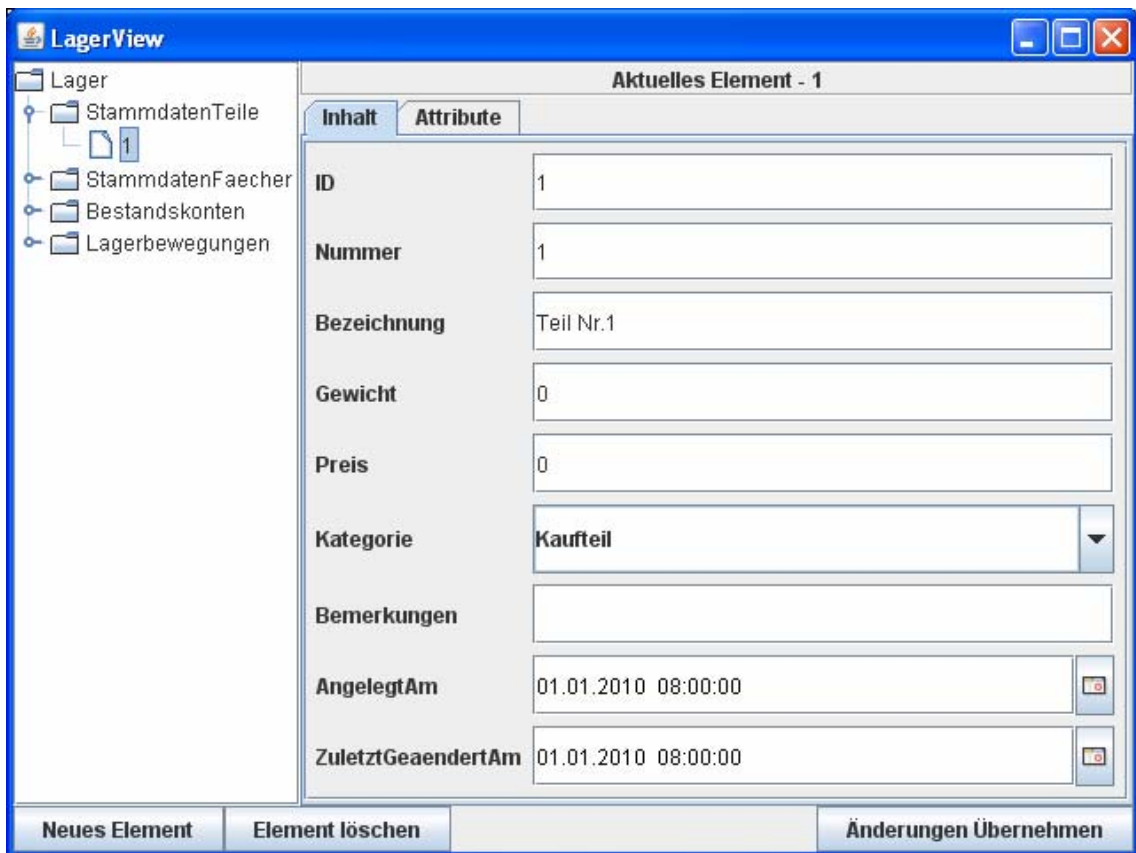 LagerView
Lager
StammdatenTeile
1
StammdatenFaecher
Bestandskonten
Lagerbewegungen
Aktuelles Element - 1
Inhalt Attribute
ID 1
Nummer 1
Bezeichnung Teil Nr.1
Gewicht 0
Preis 0
Kategorie Kaufteil
Bemerkungen
AngelegtAm 01.01.2010 08:00:00
ZuletztGeaendertAm 01.01.2010 08:00:00
Neues Element Element löschen Änderungen Übernehmen